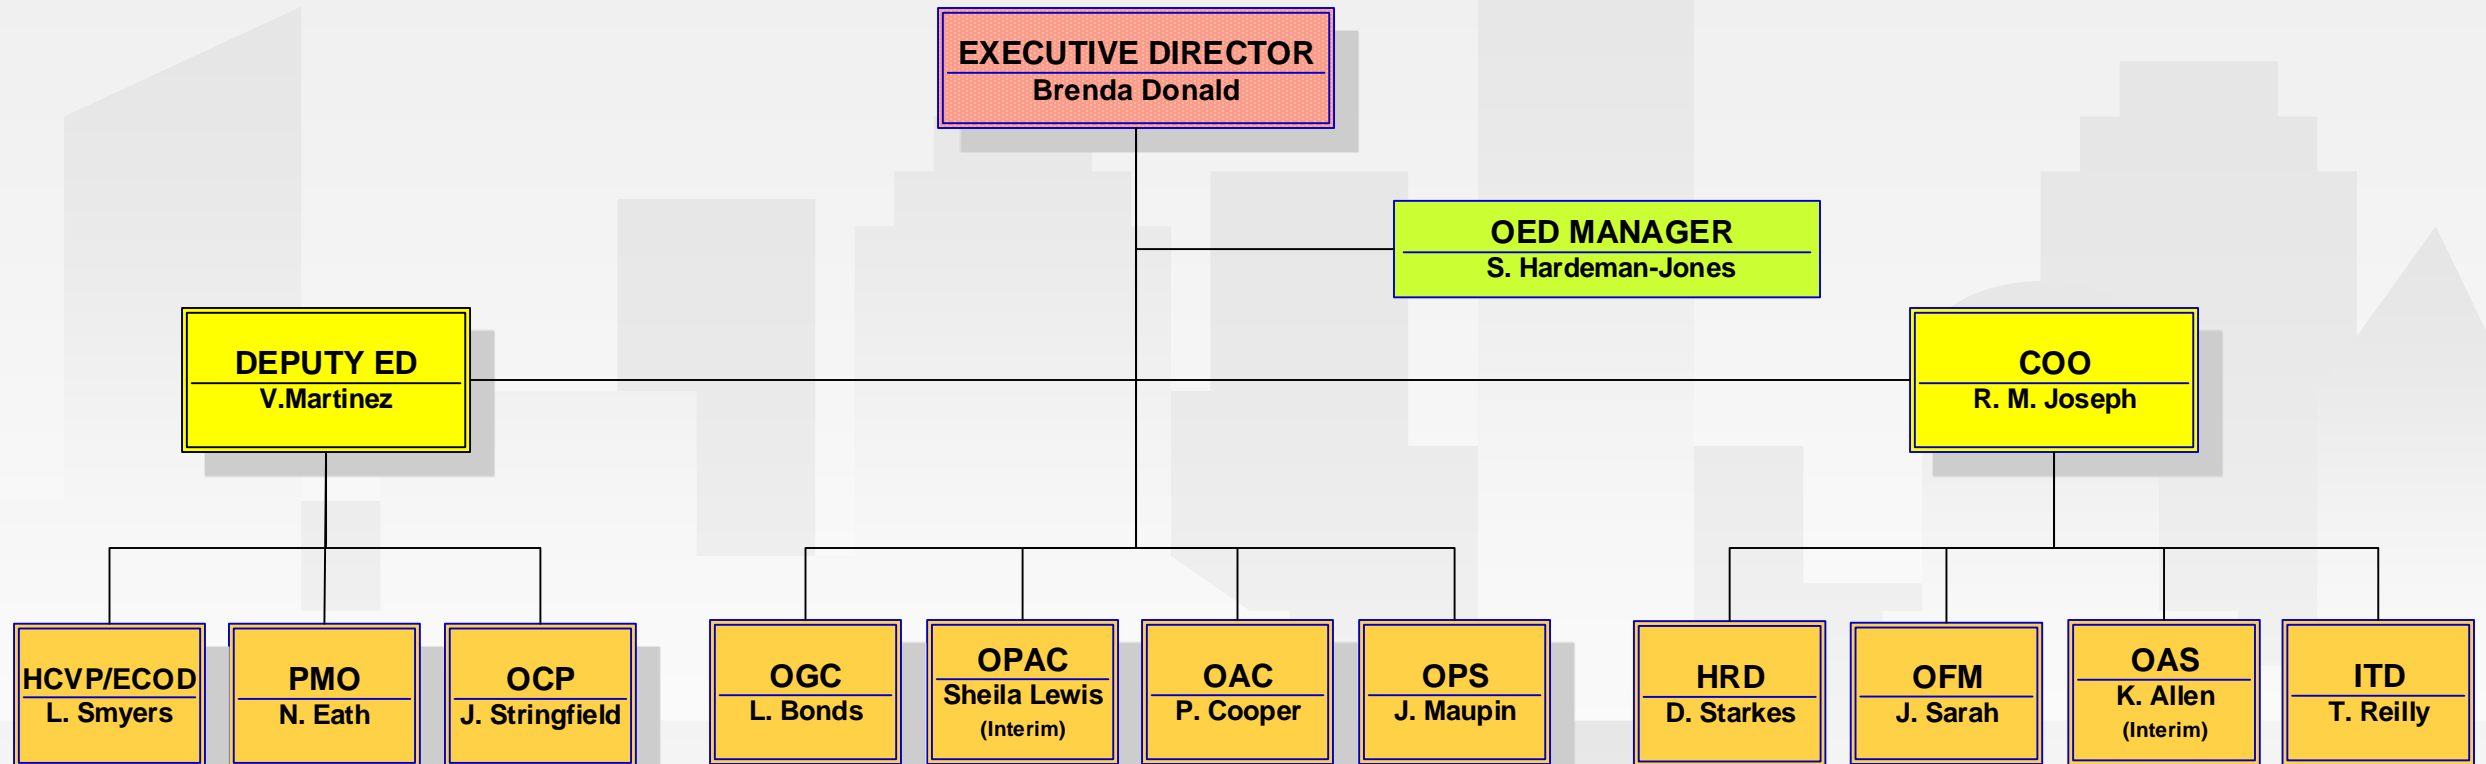 EXECUTIVE DIRECTOR
Brenda Donald
OED MANAGER
S. Hardeman-Jones
DEPUTY ED
V.Martinez
COO
R. M. Joseph
HCVP/ECOD
L. Smyers
PMO
N. Eath
OCP
J. Stringfield
OGC
L. Bonds
OPAC
Sheila Lewis
(Interim)
OAC
P. Cooper
OPS
J. Maupin
HRD
D. Starkes
OFM
J. Sarah
OAS
K. Allen
(Interim)
ITD
T. Reilly